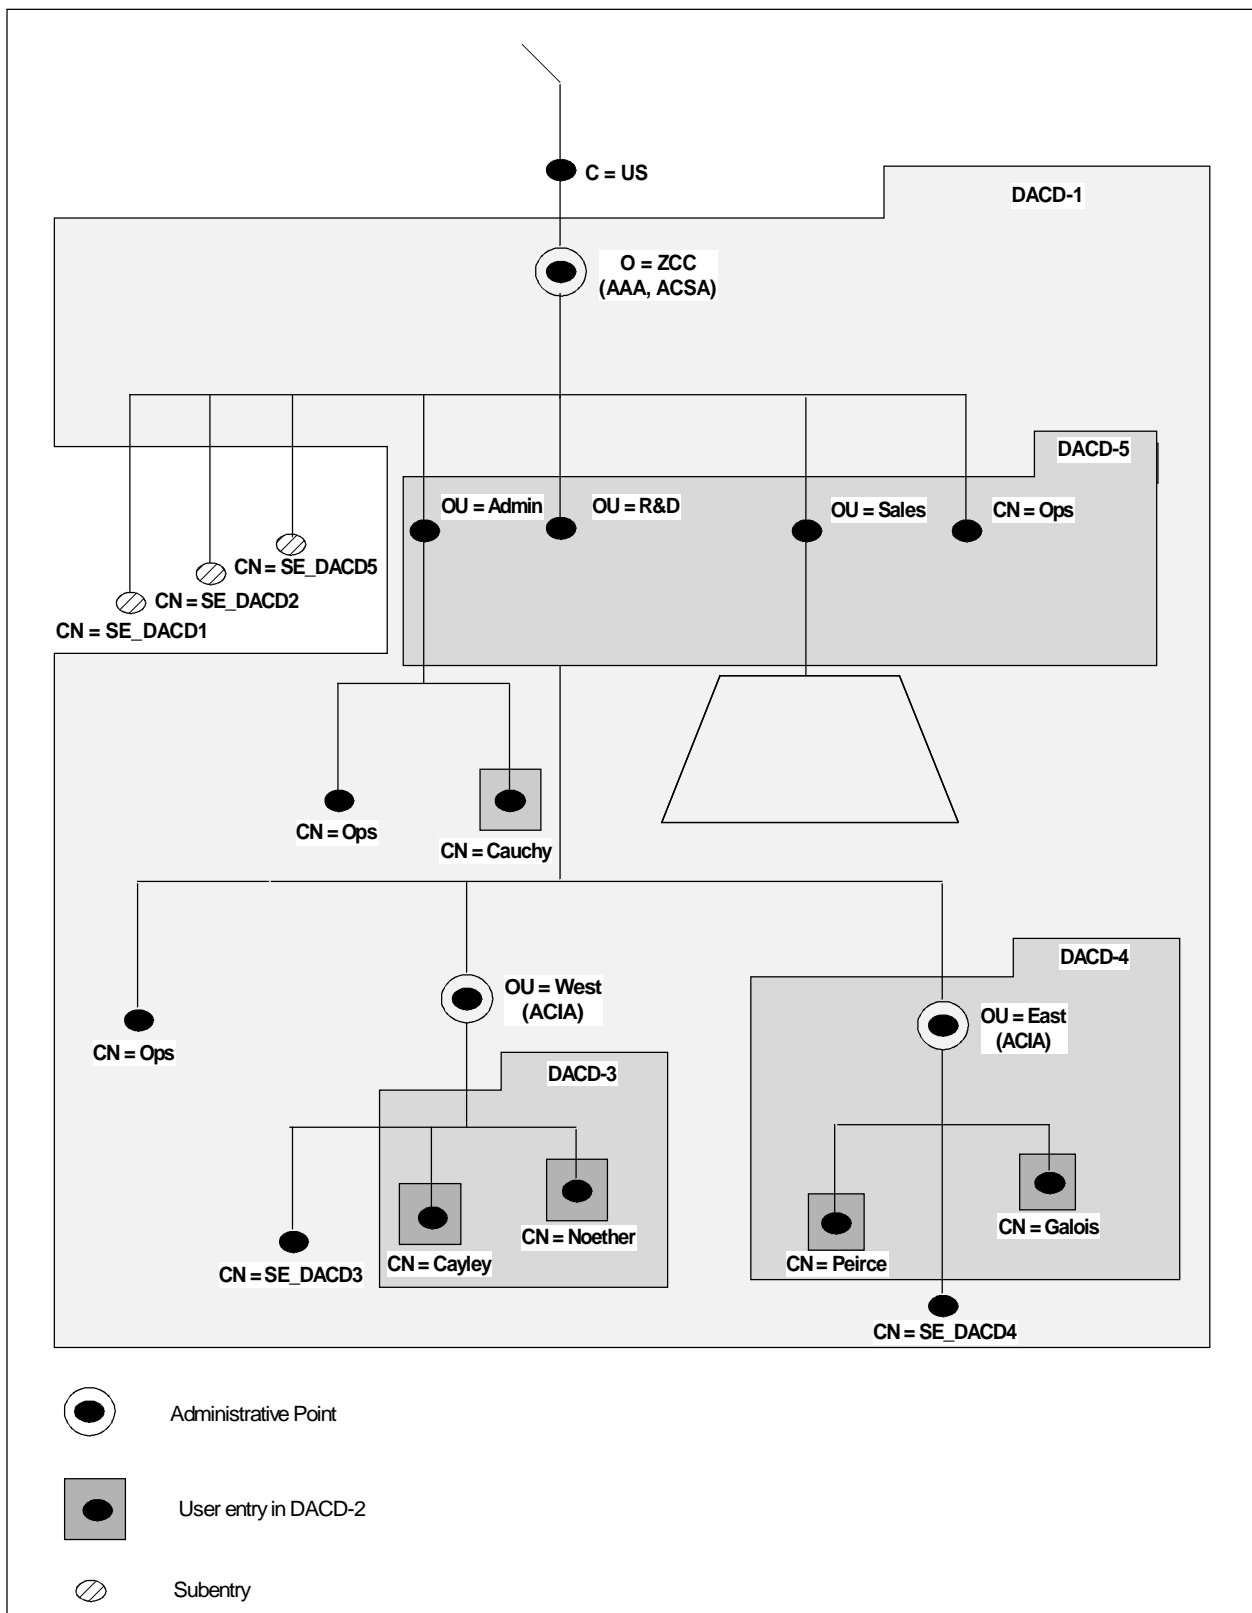 C = US
DACD-1
O = ZCC
(AAA, ACSA)
DACD-5
OU = Admin
OU = R&D
OU = Sales
CN = Ops
CN = SE_DACD5
CN = SE_DACD2
CN = SE_DACD1
CN = Ops
CN = Cauchy
DACD-4
OU = West
(ACIA)
OU = East
(ACIA)
CN = Ops
DACD-3
CN = Noether
CN = Galois
CN = Cayley
CN = Peirce
CN = SE_DACD3
CN = SE_DACD4
Administrative Point
User entry in DACD-2
Subentry